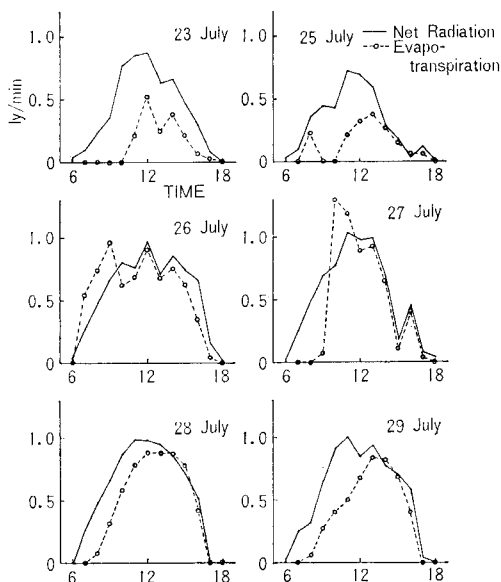 1.0
23 July
0.5
ly/min
0
6 12 18
TIME
25 July
Net Radiation
Evapo-
transpiration
1.0
0.5
0
6 12 18
26 July
1.0
0.5
0
6 12 18
27
July
1.0
0.5
0
6 12 18
28 July
1.0
0.5
0
6 12 18
29 July
1.0
0.5
0
6 12 18